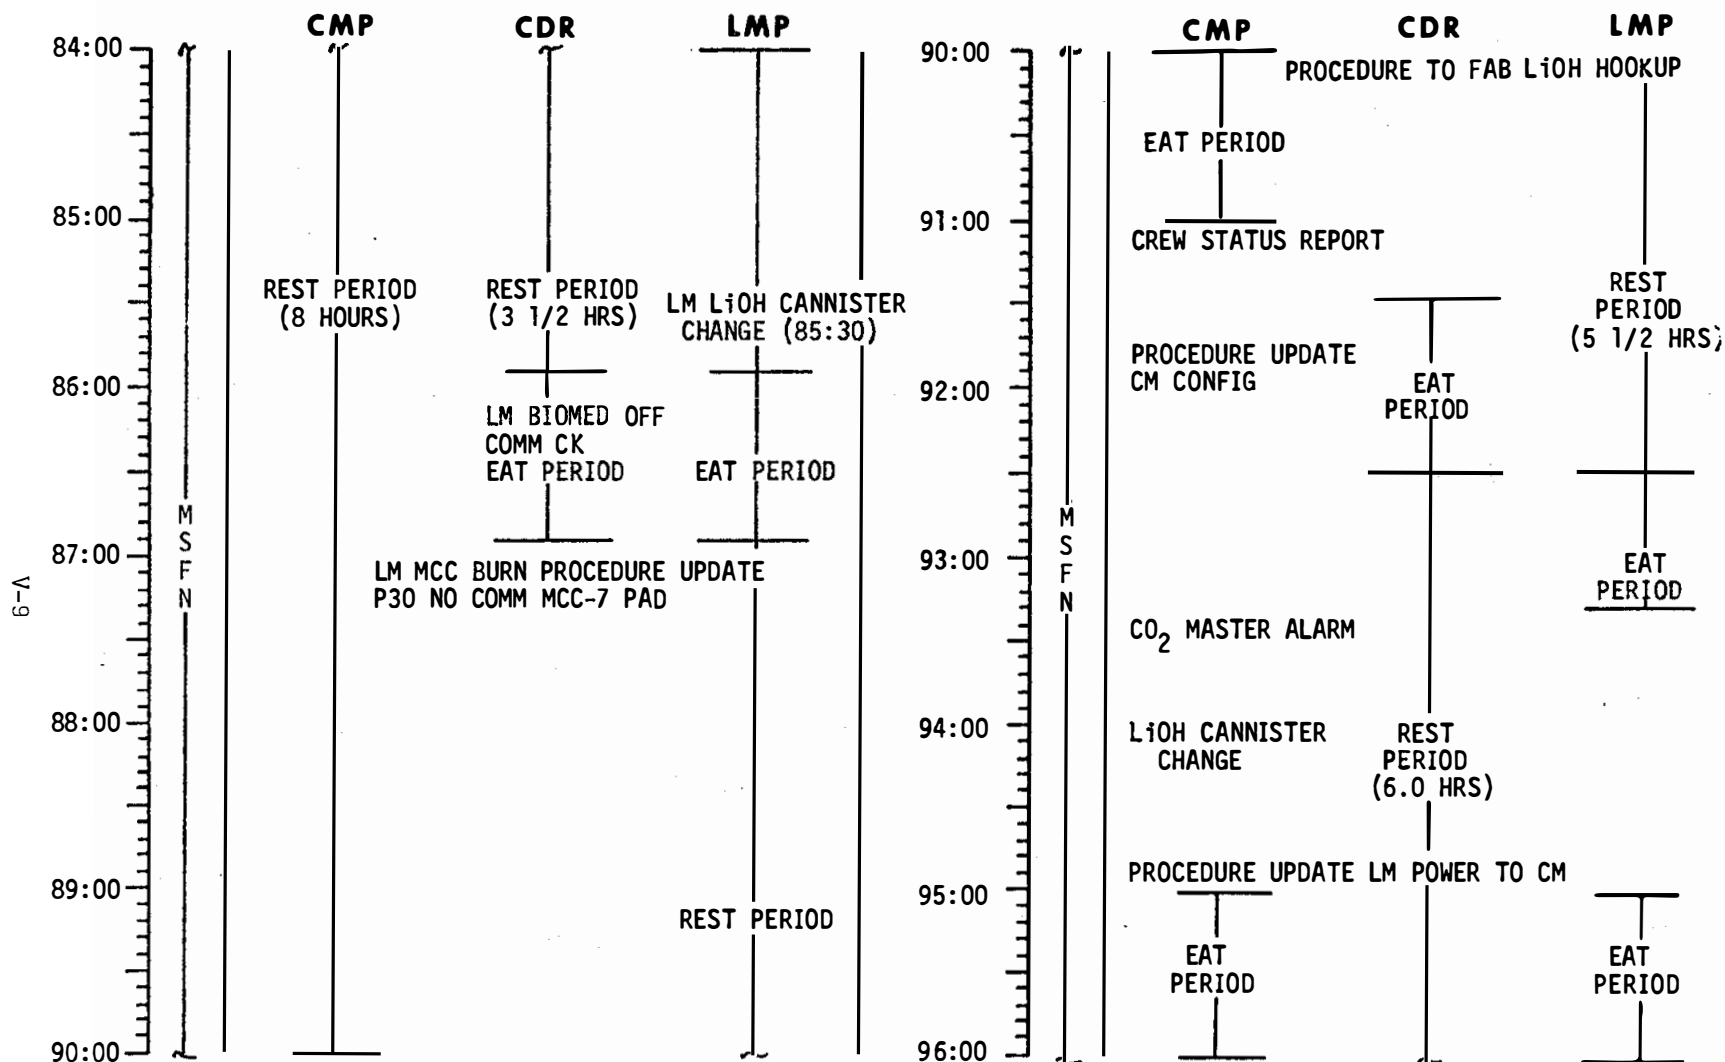 CMP CDR LMP
84:00
85:00
REST PERIOD
(8 HOURS)
REST PERIOD
(3 1/2 HRS)
LM LiOH CANNISTER
CHANGE (85:30)
86:00
LM BIOMED OFF
COMM CK
EAT PERIOD
EAT PERIOD
M
S
F
N
87:00
LM MCC BURN PROCEDURE UPDATE
P30 NO COMM MCC-7 PAD
88:00
89:00
REST PERIOD
90:00
V-9
CMP CDR LMP
90:00
PROCEDURE TO FAB LiOH HOOKUP
EAT PERIOD
91:00
CREW STATUS REPORT
REST
PERIOD
(5 1/2 HRS)
PROCEDURE UPDATE
CM CONFIG
92:00
EAT
PERIOD
M
S
F
N
93:00
EAT
PERIOD
CO2 MASTER ALARM
94:00
LiOH CANNISTER
CHANGE
REST
PERIOD
(6.0 HRS)
PROCEDURE UPDATE LM POWER TO CM
95:00
EAT
PERIOD
EAT
PERIOD
96:00